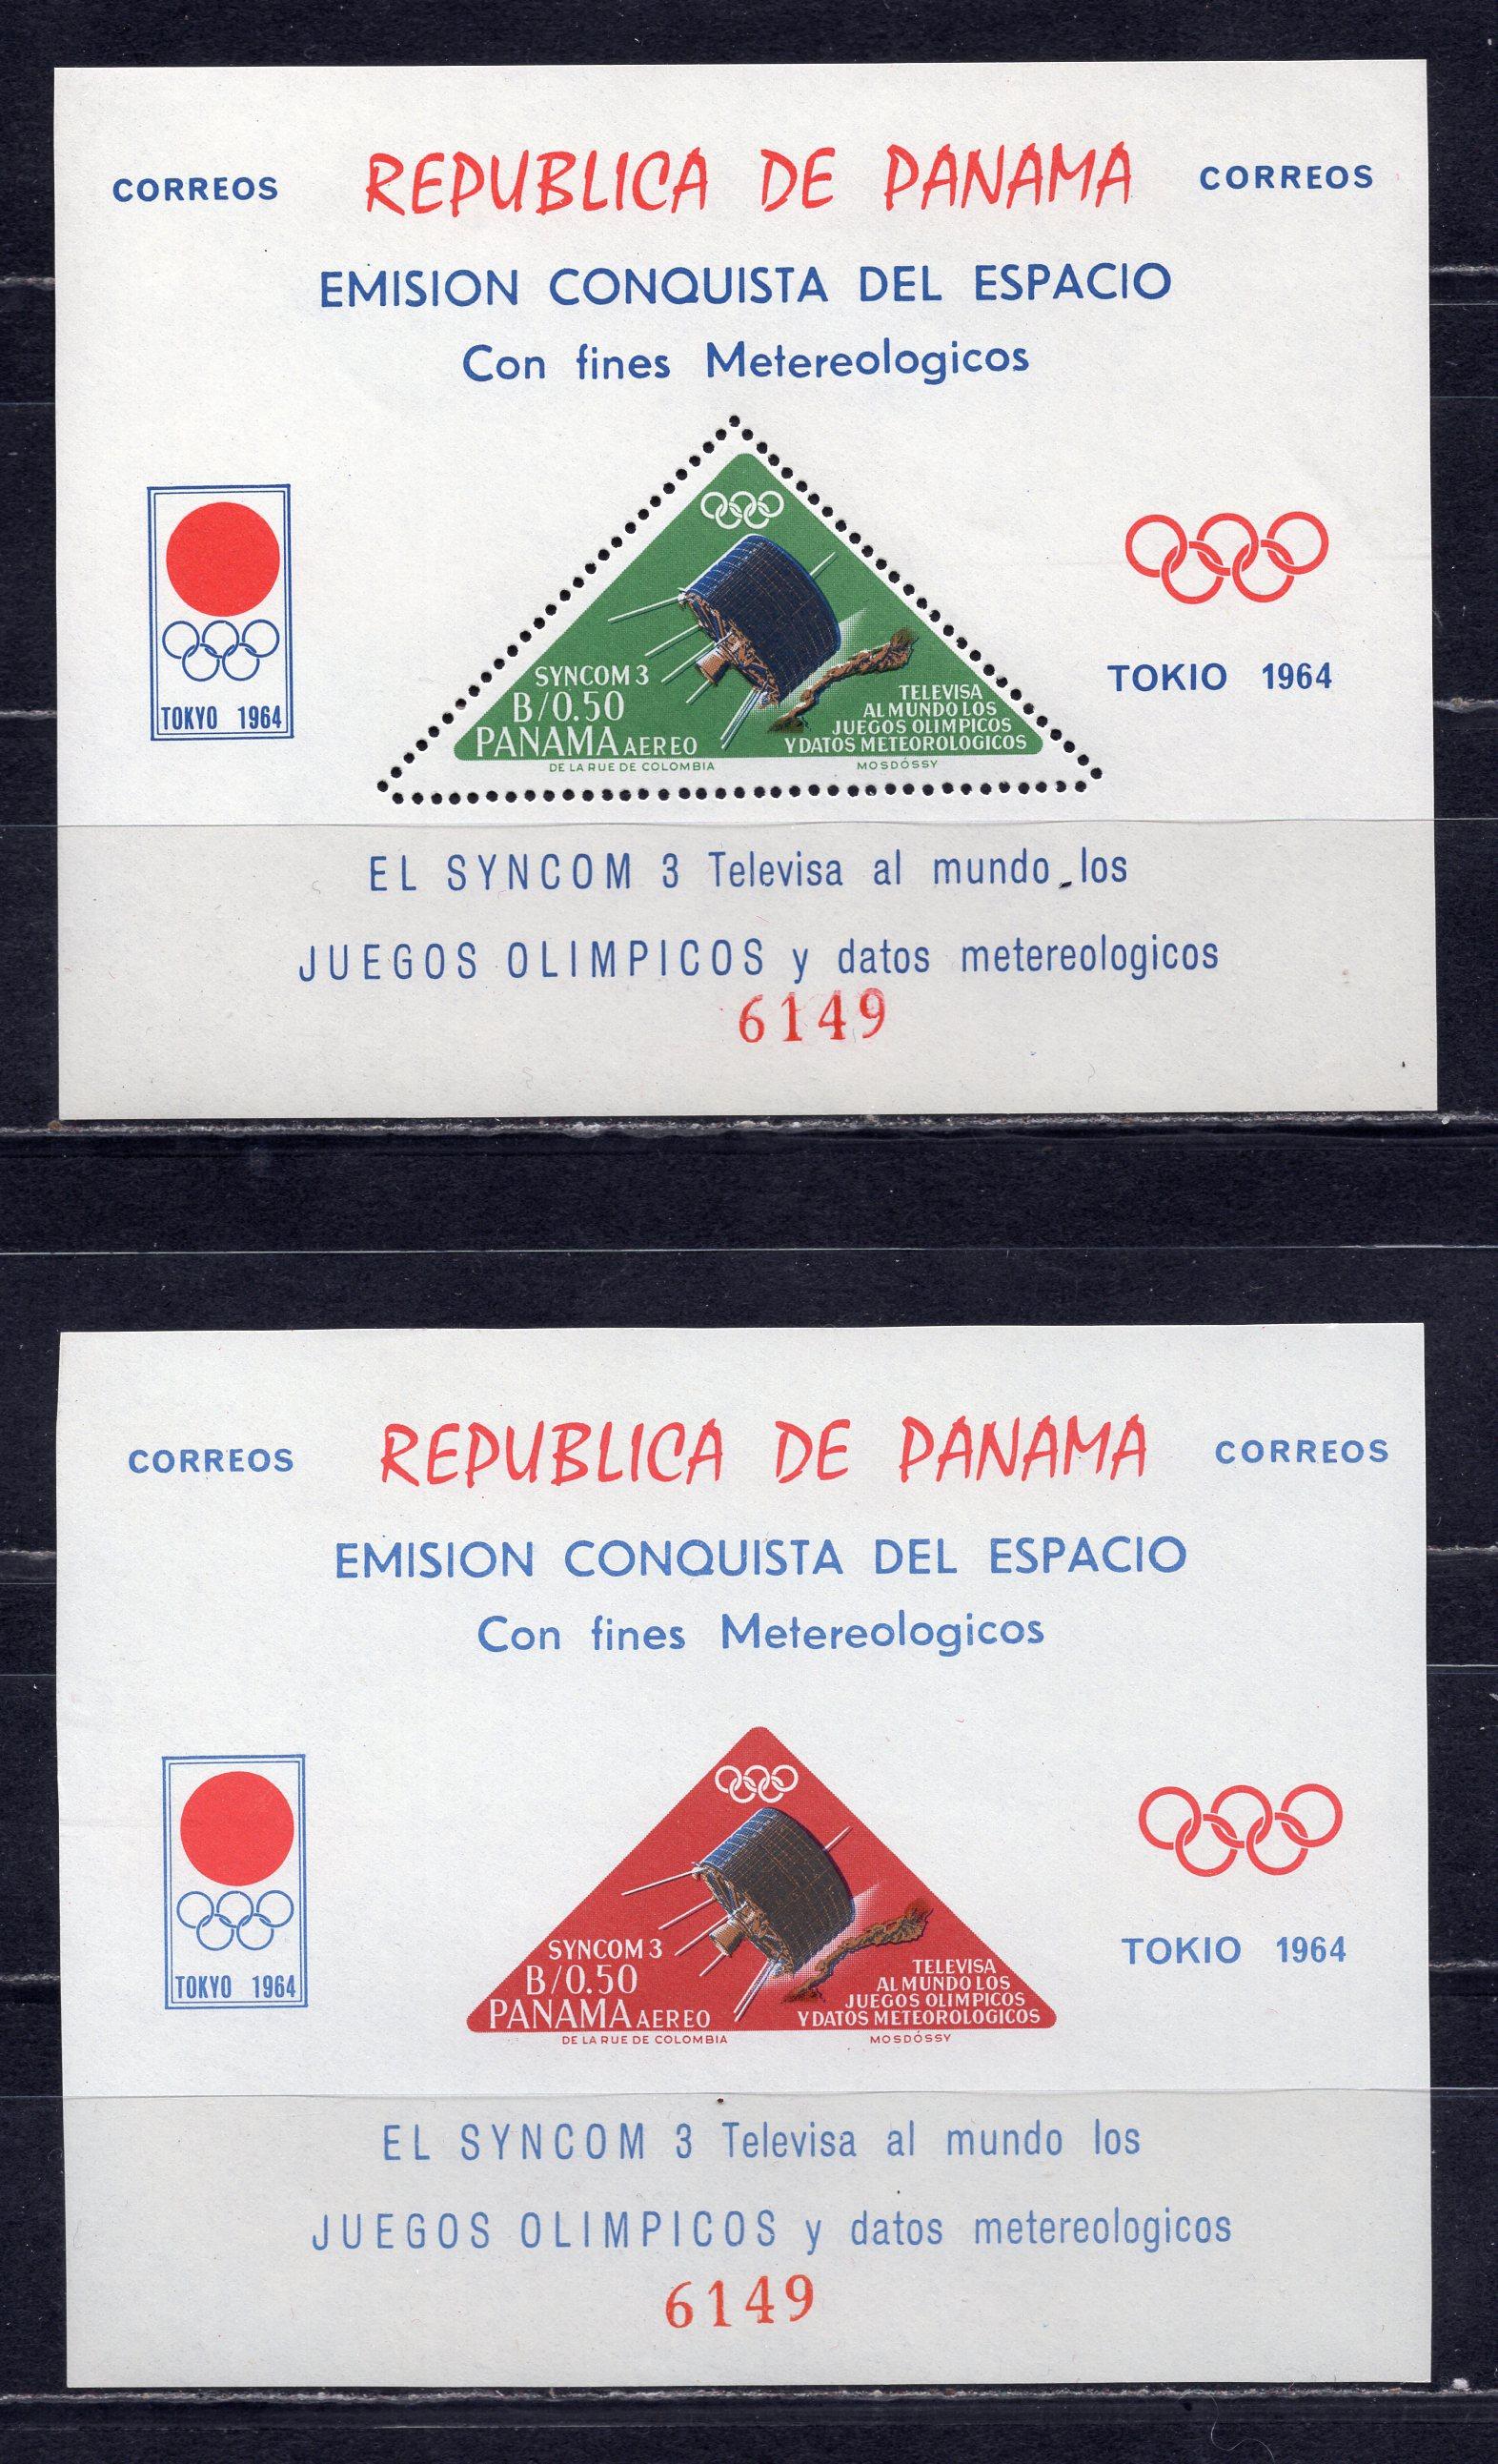 CORREOS REPUBLICA DE PANAMA CORREOS
EMISION CONQUISTA DEL ESPACIO
Con fines Metereologicos
TOKYO 1964
SYNCOM 3
B/0.50
PANAMA AEREO
TELEVISA
AL MUNDO LOS
JUEGOS OLIMPICOS
Y DATOS METEOROLOGICOS
DE LA RUE DE COLOMBIA MOSDÓSSY
TOKIO 1964
EL SYNCOM 3 Televisa al mundo los
JUEGOS OLIMPICOS y datos metereologicos
6149
CORREOS REPUBLICA DE PANAMA CORREOS
EMISION CONQUISTA DEL ESPACIO
Con fines Metereologicos
TOKYO 1964
SYNCOM 3
B/0.50
PANAMA AEREO
TELEVISA
AL MUNDO LOS
JUEGOS OLIMPICOS
Y DATOS METEOROLOGICOS
DE LA RUE DE COLOMBIA MOSDÓSSY
TOKIO 1964
EL SYNCOM 3 Televisa al mundo los
JUEGOS OLIMPICOS y datos metereologicos
6149